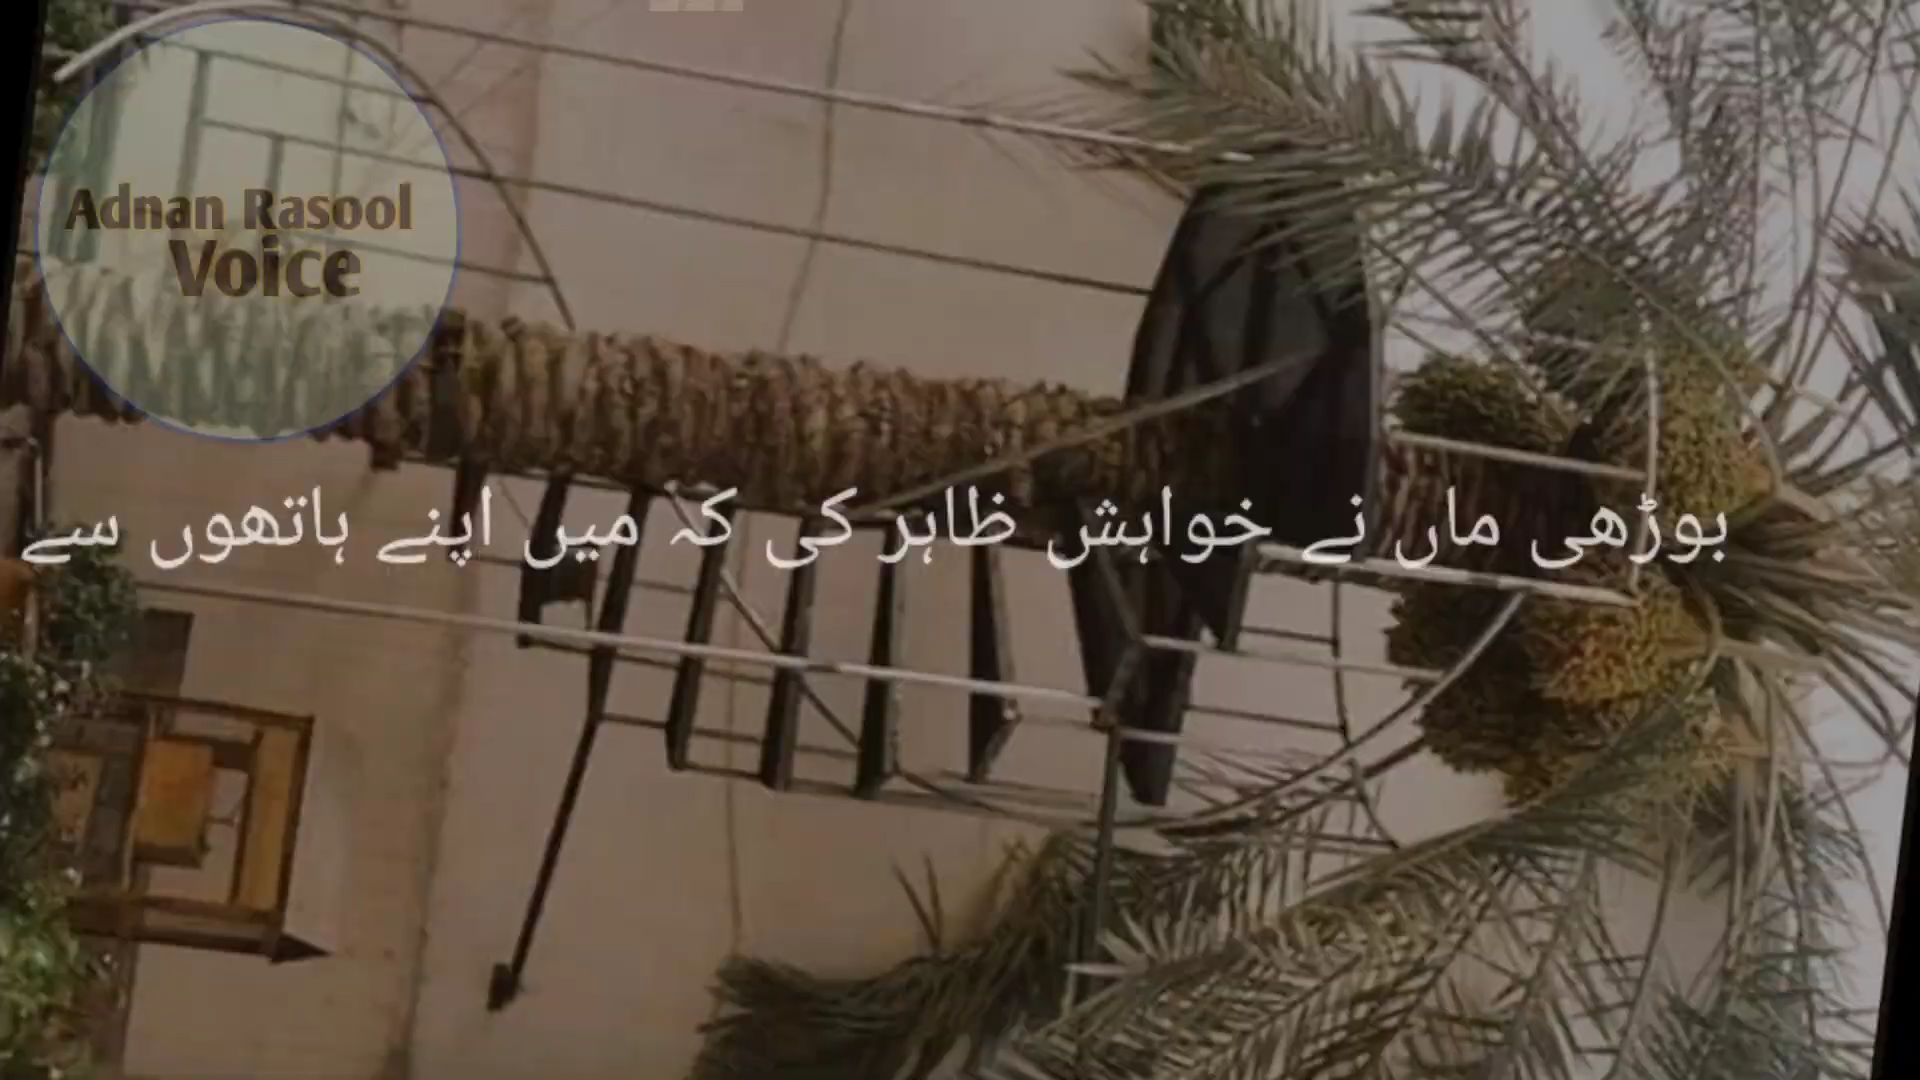 Adnan Rasool
Voice
بوڑھی ماں نے خواہش ظاہر کی کہ میں اپنے ہاتھوں سے